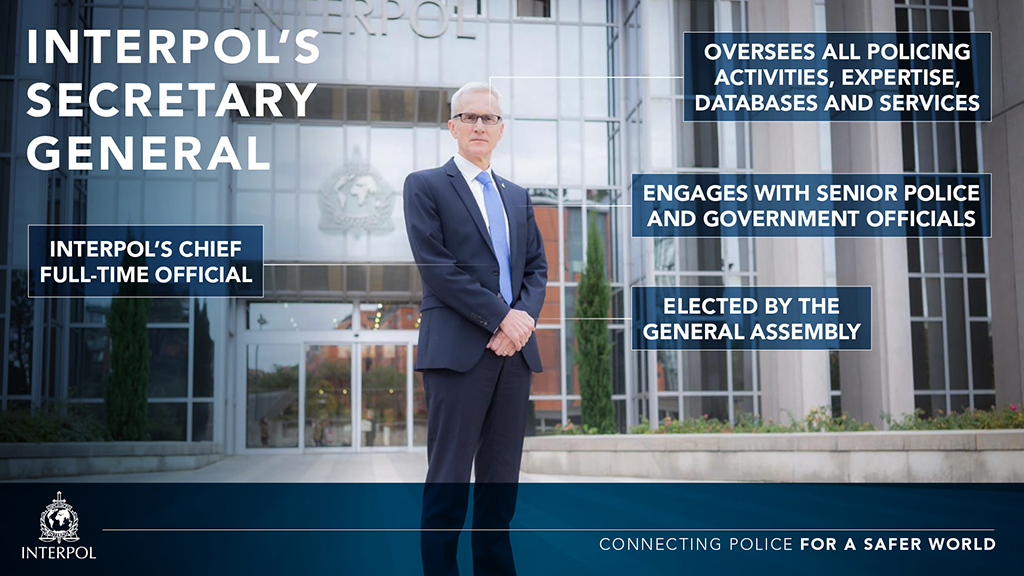 INTERPOL
INTERPOL'S
SECRETARY
GENERAL
OVERSEES ALL POLICING
ACTIVITIES, EXPERTISE,
DATABASES AND SERVICES
ENGAGES WITH SENIOR POLICE
AND GOVERNMENT OFFICIALS
INTERPOL'S CHIEF
FULL-TIME OFFICIAL
ELECTED BY THE
GENERAL ASSEMBLY
INTERPOL
CONNECTING POLICE FOR A SAFER WORLD